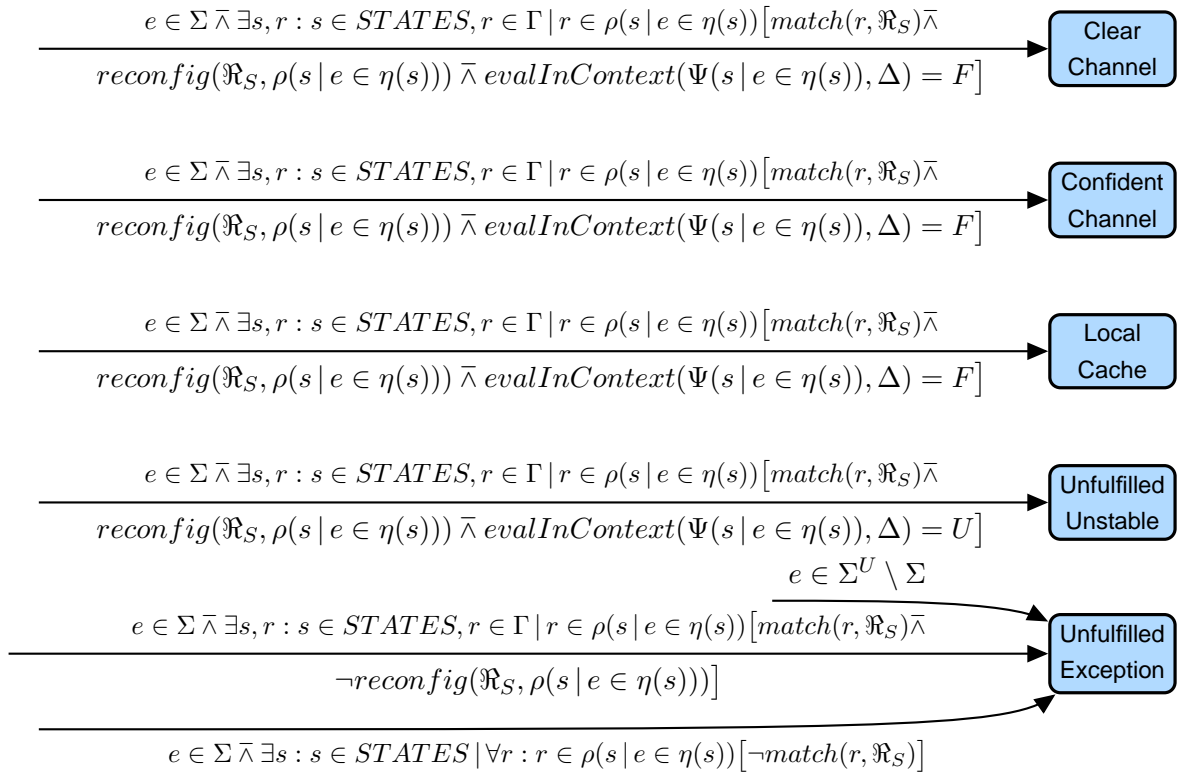 e ∈ Σ ⊼ ∃s, r : s ∈ STATES, r ∈ Γ | r ∈ ρ(s | e ∈ η(s))[match(r, ℜ_S)⊼
reconfig(ℜ_S, ρ(s | e ∈ η(s))) ⊼ evalInContext(Ψ(s | e ∈ η(s)), Δ) = F]
Clear
Channel
e ∈ Σ ⊼ ∃s, r : s ∈ STATES, r ∈ Γ | r ∈ ρ(s | e ∈ η(s))[match(r, ℜ_S)⊼
reconfig(ℜ_S, ρ(s | e ∈ η(s))) ⊼ evalInContext(Ψ(s | e ∈ η(s)), Δ) = F]
Confident
Channel
e ∈ Σ ⊼ ∃s, r : s ∈ STATES, r ∈ Γ | r ∈ ρ(s | e ∈ η(s))[match(r, ℜ_S)⊼
reconfig(ℜ_S, ρ(s | e ∈ η(s))) ⊼ evalInContext(Ψ(s | e ∈ η(s)), Δ) = F]
Local
Cache
e ∈ Σ ⊼ ∃s, r : s ∈ STATES, r ∈ Γ | r ∈ ρ(s | e ∈ η(s))[match(r, ℜ_S)⊼
reconfig(ℜ_S, ρ(s | e ∈ η(s))) ⊼ evalInContext(Ψ(s | e ∈ η(s)), Δ) = U]
Unfulfilled
Unstable
e ∈ Σ^U \ Σ
e ∈ Σ ⊼ ∃s, r : s ∈ STATES, r ∈ Γ | r ∈ ρ(s | e ∈ η(s))[match(r, ℜ_S)⊼
¬reconfig(ℜ_S, ρ(s | e ∈ η(s)))]
Unfulfilled
Exception
e ∈ Σ ⊼ ∃s : s ∈ STATES | ∀r : r ∈ ρ(s | e ∈ η(s))[¬match(r, ℜ_S)]